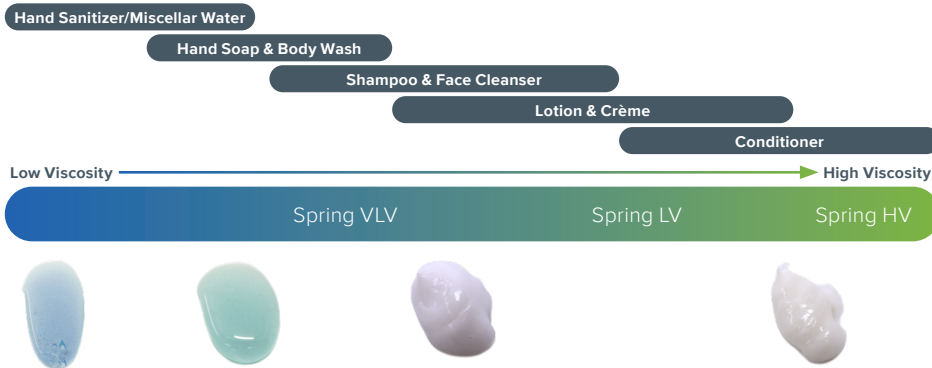 Hand Sanitizer/Miscellar Water
Hand Soap & Body Wash
Shampoo & Face Cleanser
Lotion & Crème
Conditioner
Low Viscosity
High Viscosity
Spring VLV
Spring LV
Spring HV